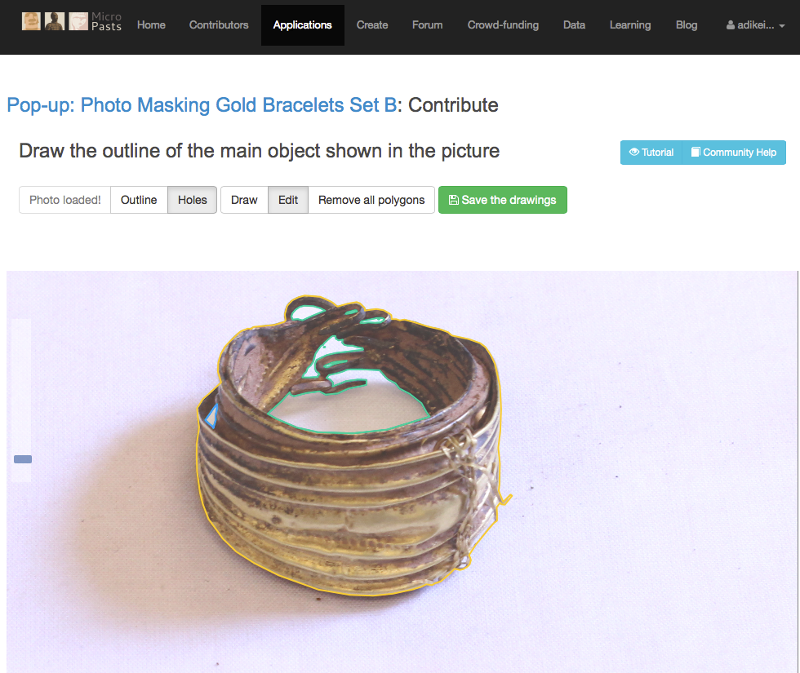 Micro
Pasts
Home Contributors Applications Create Forum Crowd-funding Data Learning Blog adikei...
Pop-up: Photo Masking Gold Bracelets Set B: Contribute
Draw the outline of the main object shown in the picture
Tutorial Community Help
Photo loaded! Outline Holes Draw Edit Remove all polygons Save the drawings